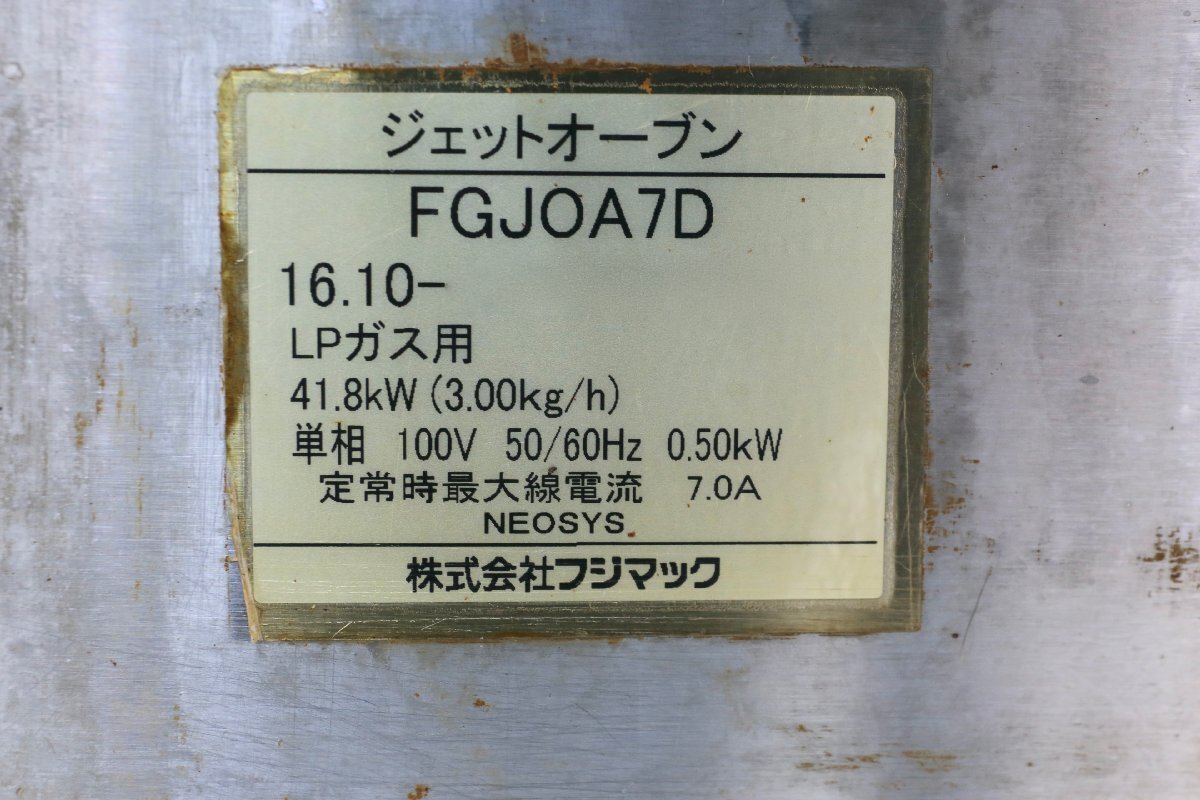 ジェットオーブン
FGJOA7D
16.10-
LPガス用
41.8kW (3.00kg/h)
単相 100V 50/60Hz 0.50kW
定常時最大線電流 7.0A
NEOSYS
株式会社フジマック